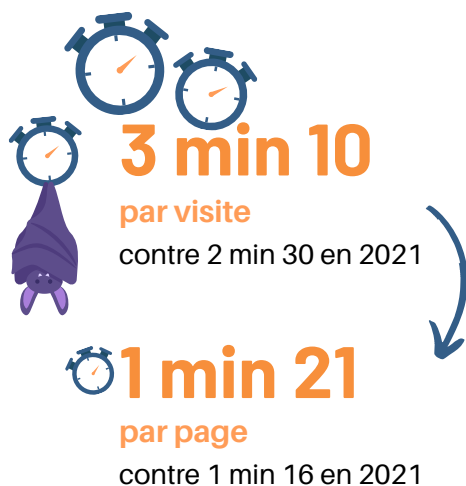 3 min 10
par visite
contre 2 min 30 en 2021
1 min 21
par page
contre 1 min 16 en 2021